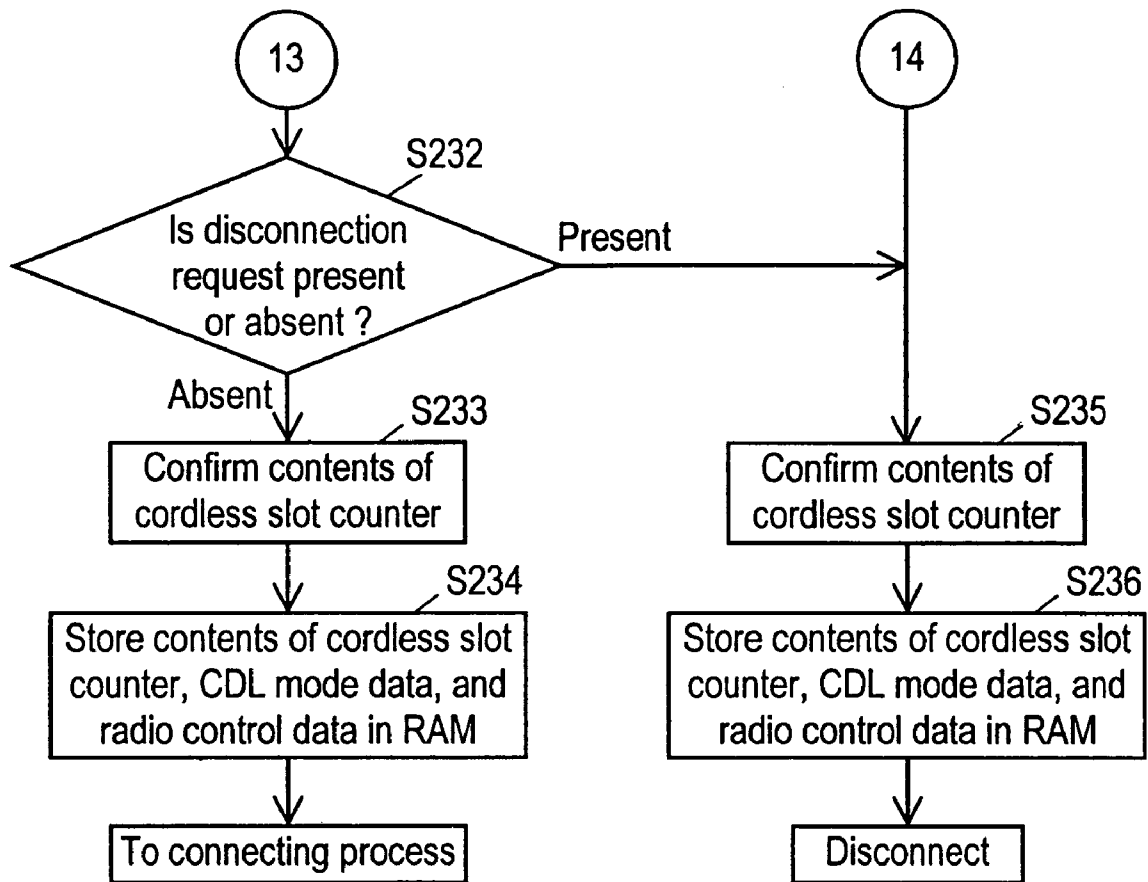 13
14
S232
Is disconnection
request present
or absent ?
Present
Absent
S233
Confirm contents of
cordless slot counter
S235
Confirm contents of
cordless slot counter
S234
Store contents of cordless slot
counter, CDL mode data, and
radio control data in RAM
S236
Store contents of cordless slot
counter, CDL mode data, and
radio control data in RAM
To connecting process
Disconnect